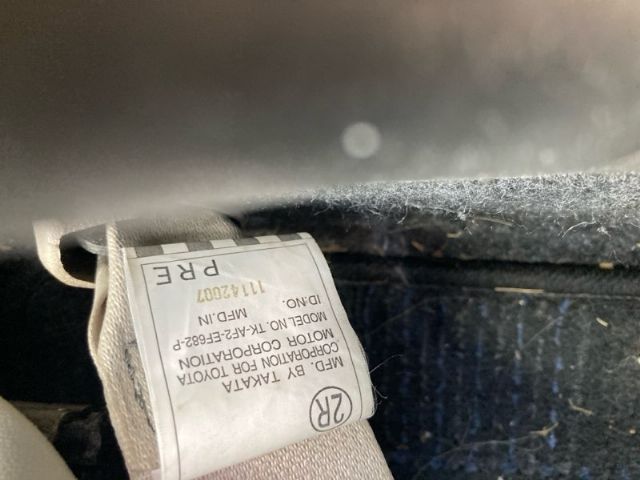 2R
MFD. BY TAKATA
CORPORATION FOR TOYOTA
MOTOR CORPORATION
MODEL NO. TK-AF2-EF682-P
ID·NO. MFD.IN
11142007
PRE